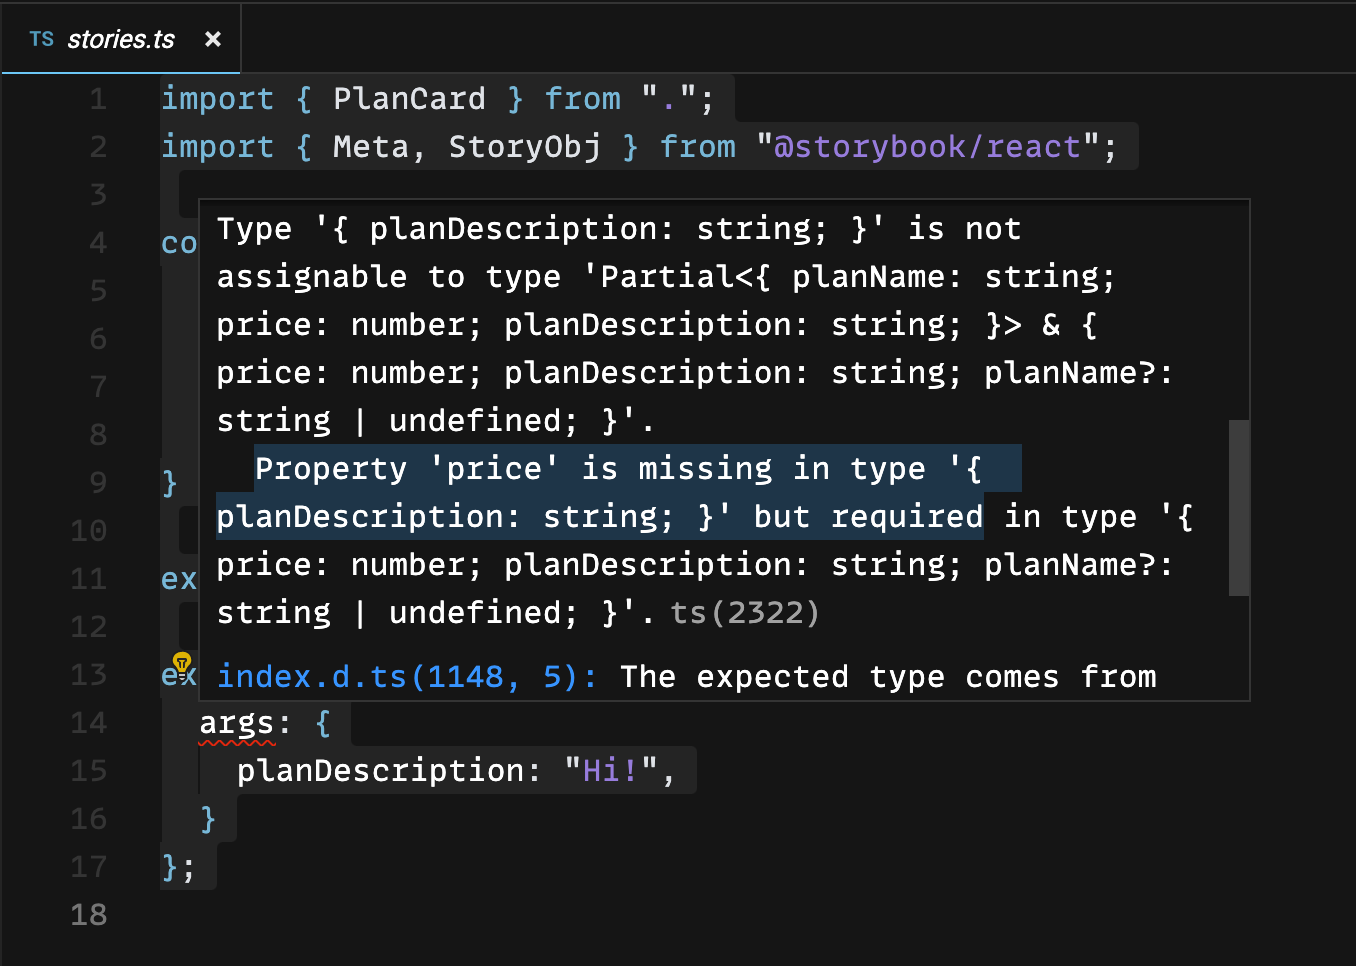 TS stories.ts ×
1 import { PlanCard } from ".";
2 import { Meta, StoryObj } from "@storybook/react";
3
Type '{ planDescription: string; }' is not
4 co
assignable to type 'Partial<{ planName: string;
5
price: number; planDescription: string; }> & {
6
price: number; planDescription: string; planName?:
7
string | undefined; }'.
8
Property 'price' is missing in type '{
9 }
planDescription: string; }' but required in type '{
10
price: number; planDescription: string; planName?:
11 ex
string | undefined; }'. ts(2322)
12
index.d.ts(1148, 5): The expected type comes from
13 ex
14 args: {
15 planDescription: "Hi!",
16 }
17 };
18